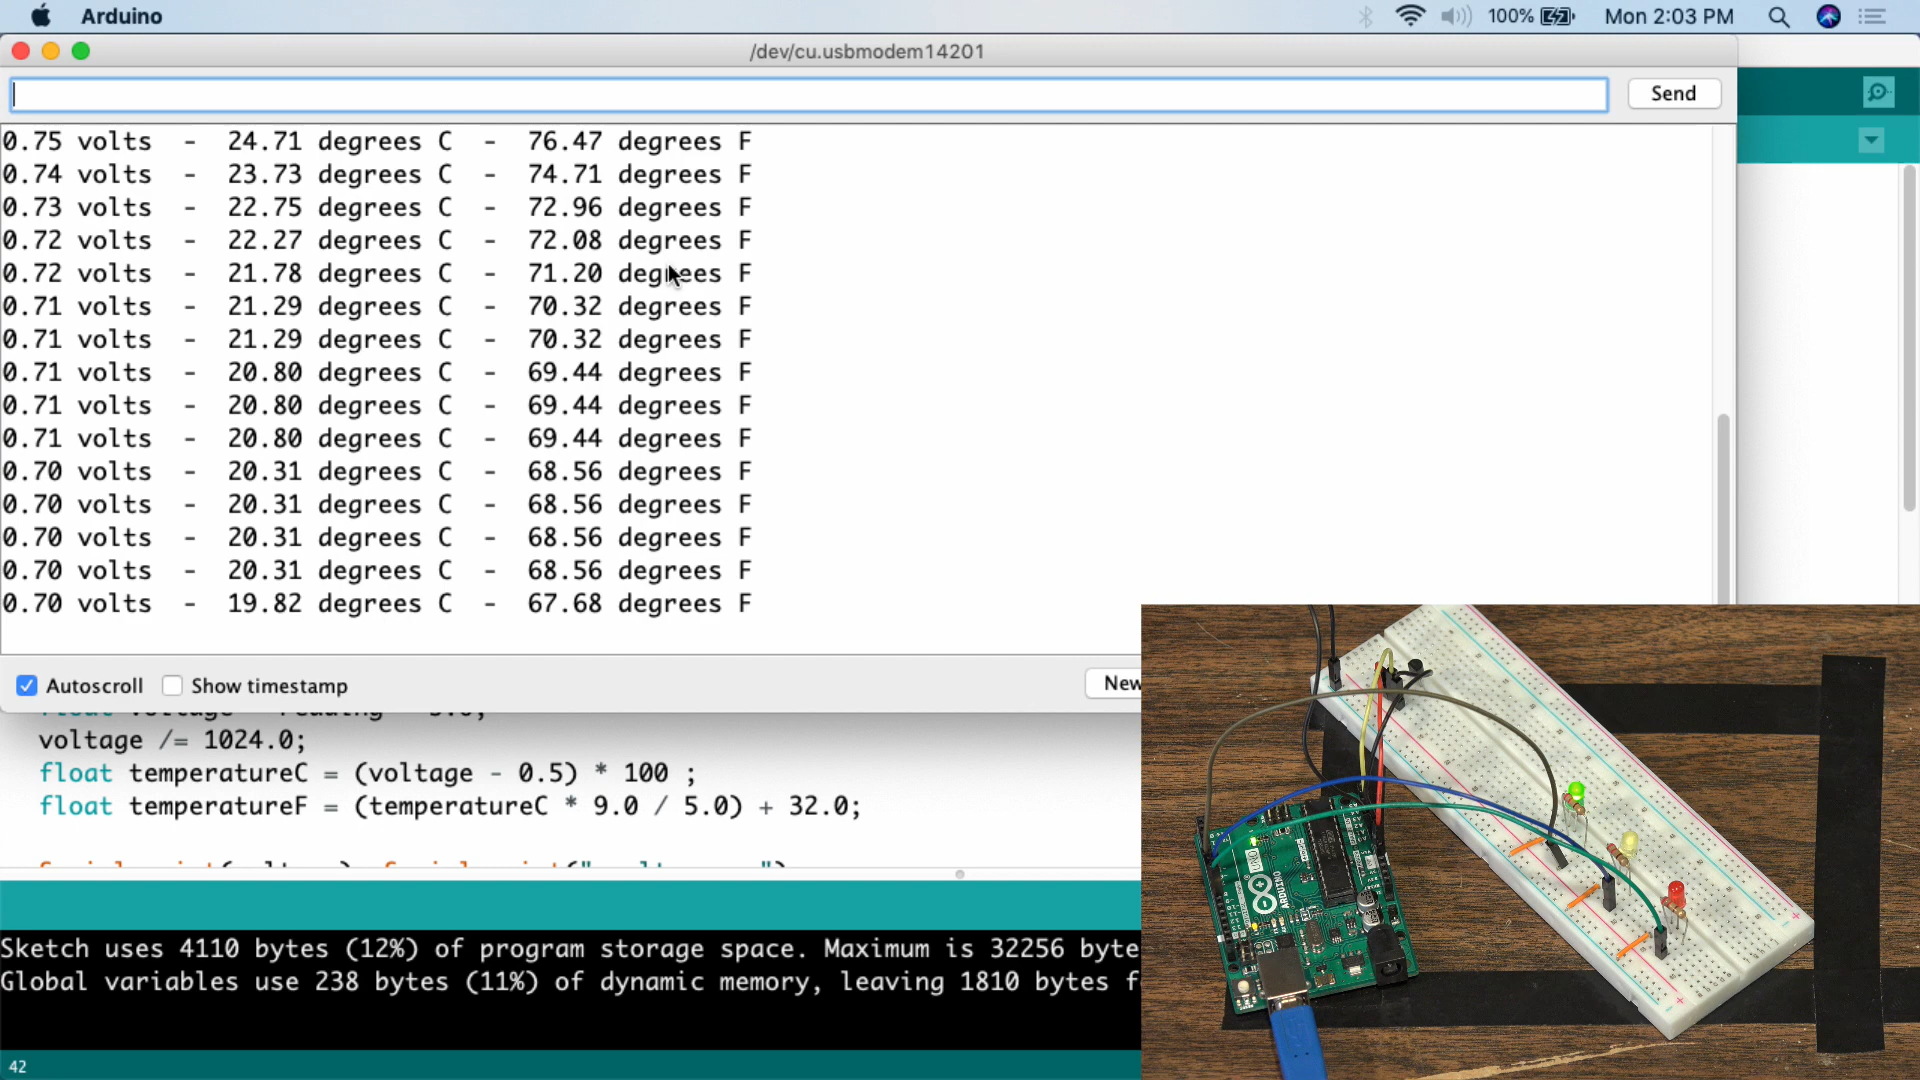 Arduino
100%
Mon 2:03 PM
/dev/cu.usbmodem14201
Send
0.75 volts - 24.71 degrees C - 76.47 degrees F
0.74 volts - 23.73 degrees C - 74.71 degrees F
0.73 volts - 22.75 degrees C - 72.96 degrees F
0.72 volts - 22.27 degrees C - 72.08 degrees F
0.72 volts - 21.78 degrees C - 71.20 degrees F
0.71 volts - 21.29 degrees C - 70.32 degrees F
0.71 volts - 21.29 degrees C - 70.32 degrees F
0.71 volts - 20.80 degrees C - 69.44 degrees F
0.71 volts - 20.80 degrees C - 69.44 degrees F
0.71 volts - 20.80 degrees C - 69.44 degrees F
0.70 volts - 20.31 degrees C - 68.56 degrees F
0.70 volts - 20.31 degrees C - 68.56 degrees F
0.70 volts - 20.31 degrees C - 68.56 degrees F
0.70 volts - 20.31 degrees C - 68.56 degrees F
0.70 volts - 19.82 degrees C - 67.68 degrees F
Autoscroll
Show timestamp
New
voltage /= 1024.0;
float temperatureC = (voltage - 0.5) * 100 ;
float temperatureF = (temperatureC * 9.0 / 5.0) + 32.0;
Sketch uses 4110 bytes (12%) of program storage space. Maximum is 32256 byte
Global variables use 238 bytes (11%) of dynamic memory, leaving 1810 bytes f
42
UNO
ARDUINO